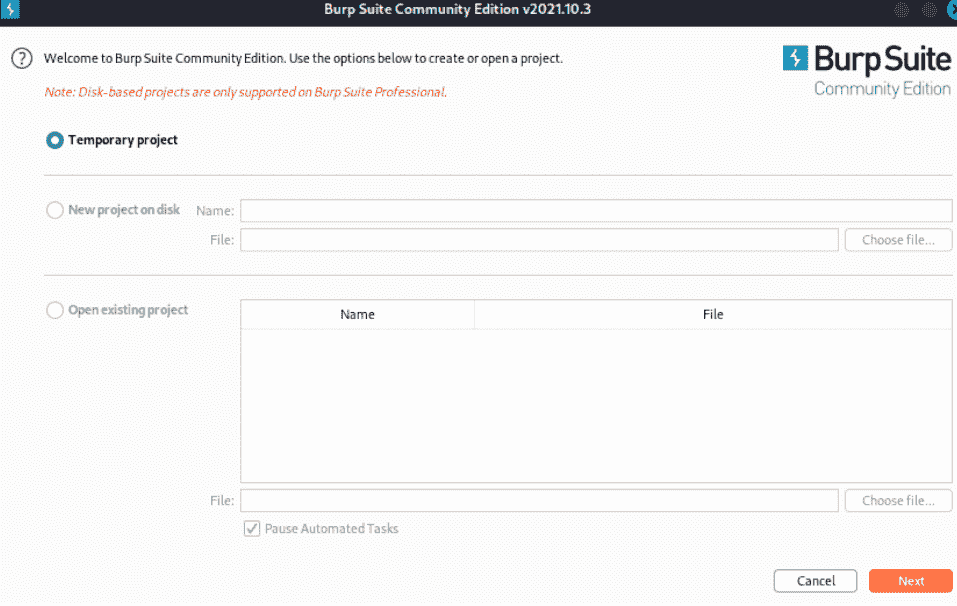 Burp Suite Community Edition v2021.10.3
Welcome to Burp Suite Community Edition. Use the options below to create or open a project.
Note: Disk-based projects are only supported on Burp Suite Professional.
Burp Suite
Community Edition
Temporary project
New project on disk Name:
File: Choose file...
Open existing project Name File
File: Choose file...
Pause Automated Tasks
Cancel Next